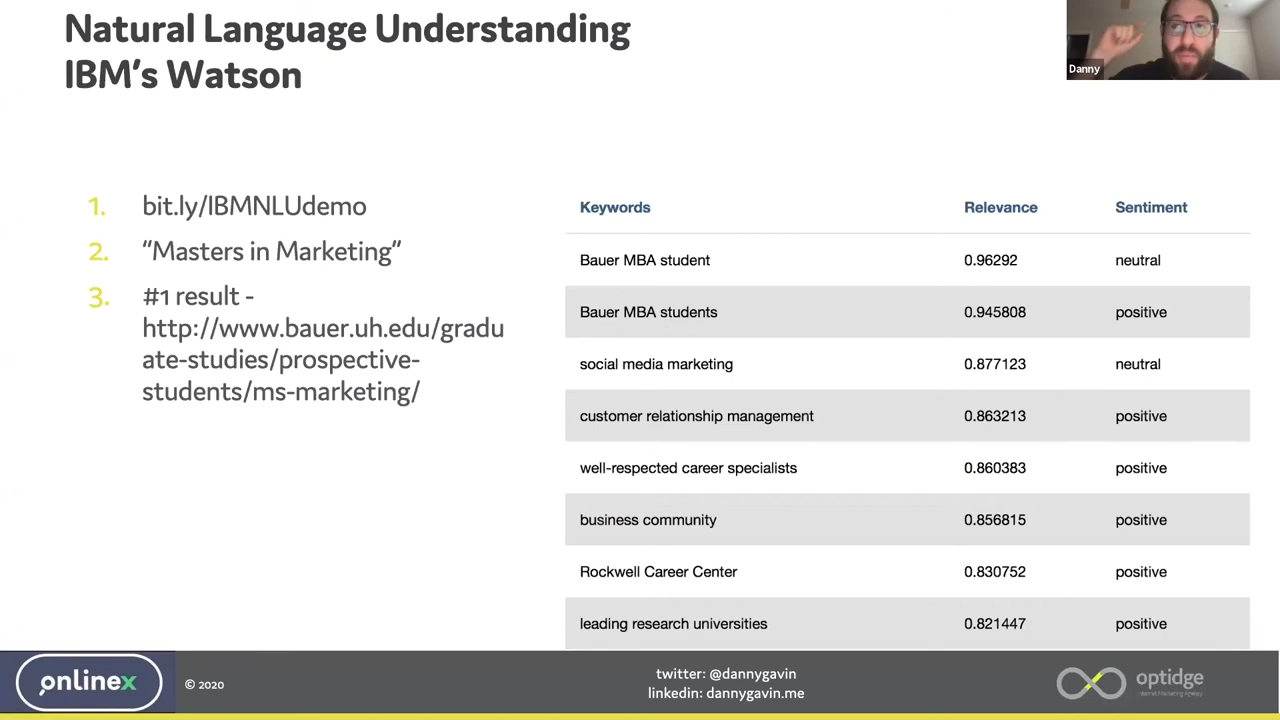 Natural Language Understanding
IBM's Watson
Danny
1. bit.ly/IBMNLUdemo
2. “Masters in Marketing“
3. #1 result -
http://www.bauer.uh.edu/gradu
ate-studies/prospective-
students/ms-marketing/
Keywords Relevance Sentiment
Bauer MBA student 0.96292 neutral
Bauer MBA students 0.945808 positive
social media marketing 0.877123 neutral
customer relationship management 0.863213 positive
well-respected career specialists 0.860383 positive
business community 0.856815 positive
Rockwell Career Center 0.830752 positive
leading research universities 0.821447 positive
onlinex
© 2020
twitter: @dannygavin
linkedin: dannygavin.me
optidge
Internet Marketing Agency